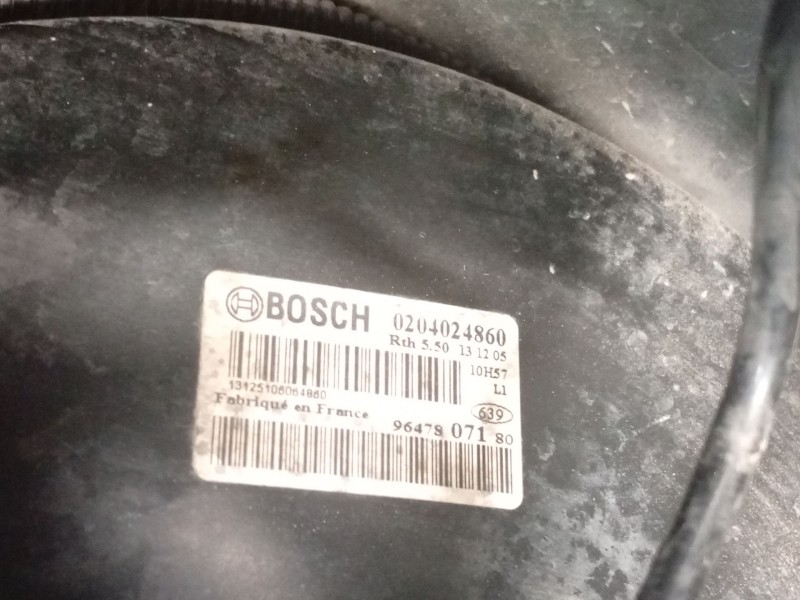 BOSCH 0204024860
Rth 5.50 13 12 05
10H57
L1
13125106064860
Fabriqué en France 639
96478 071 80